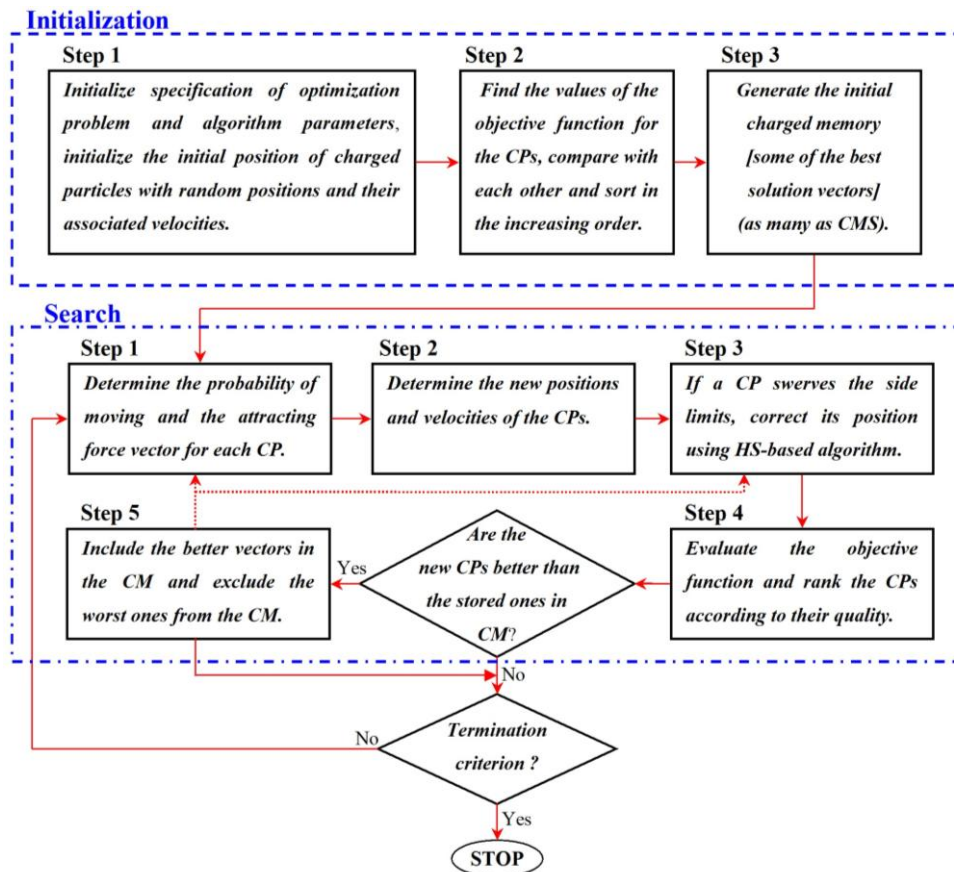 Initialization
Step 1
Initialize specification of optimization
problem and algorithm parameters,
initialize the initial position of charged
particles with random positions and their
associated velocities.
Step 2
Find the values of the
objective function for
the CPs, compare with
each other and sort in
the increasing order.
Step 3
Generate the initial
charged memory
[some of the best
solution vectors]
(as many as CMS).
Search
Step 1
Determine the probability of
moving and the attracting
force vector for each CP.
Step 2
Determine the new positions
and velocities of the CPs.
Step 3
If a CP swerves the side
limits, correct its position
using HS-based algorithm.
Step 4
Evaluate the objective
function and rank the CPs
according to their quality.
Are the
new CPs better than
the stored ones in
CM?
Yes
Step 5
Include the better vectors in
the CM and exclude the
worst ones from the CM.
No
Termination
criterion ?
No
Yes
STOP